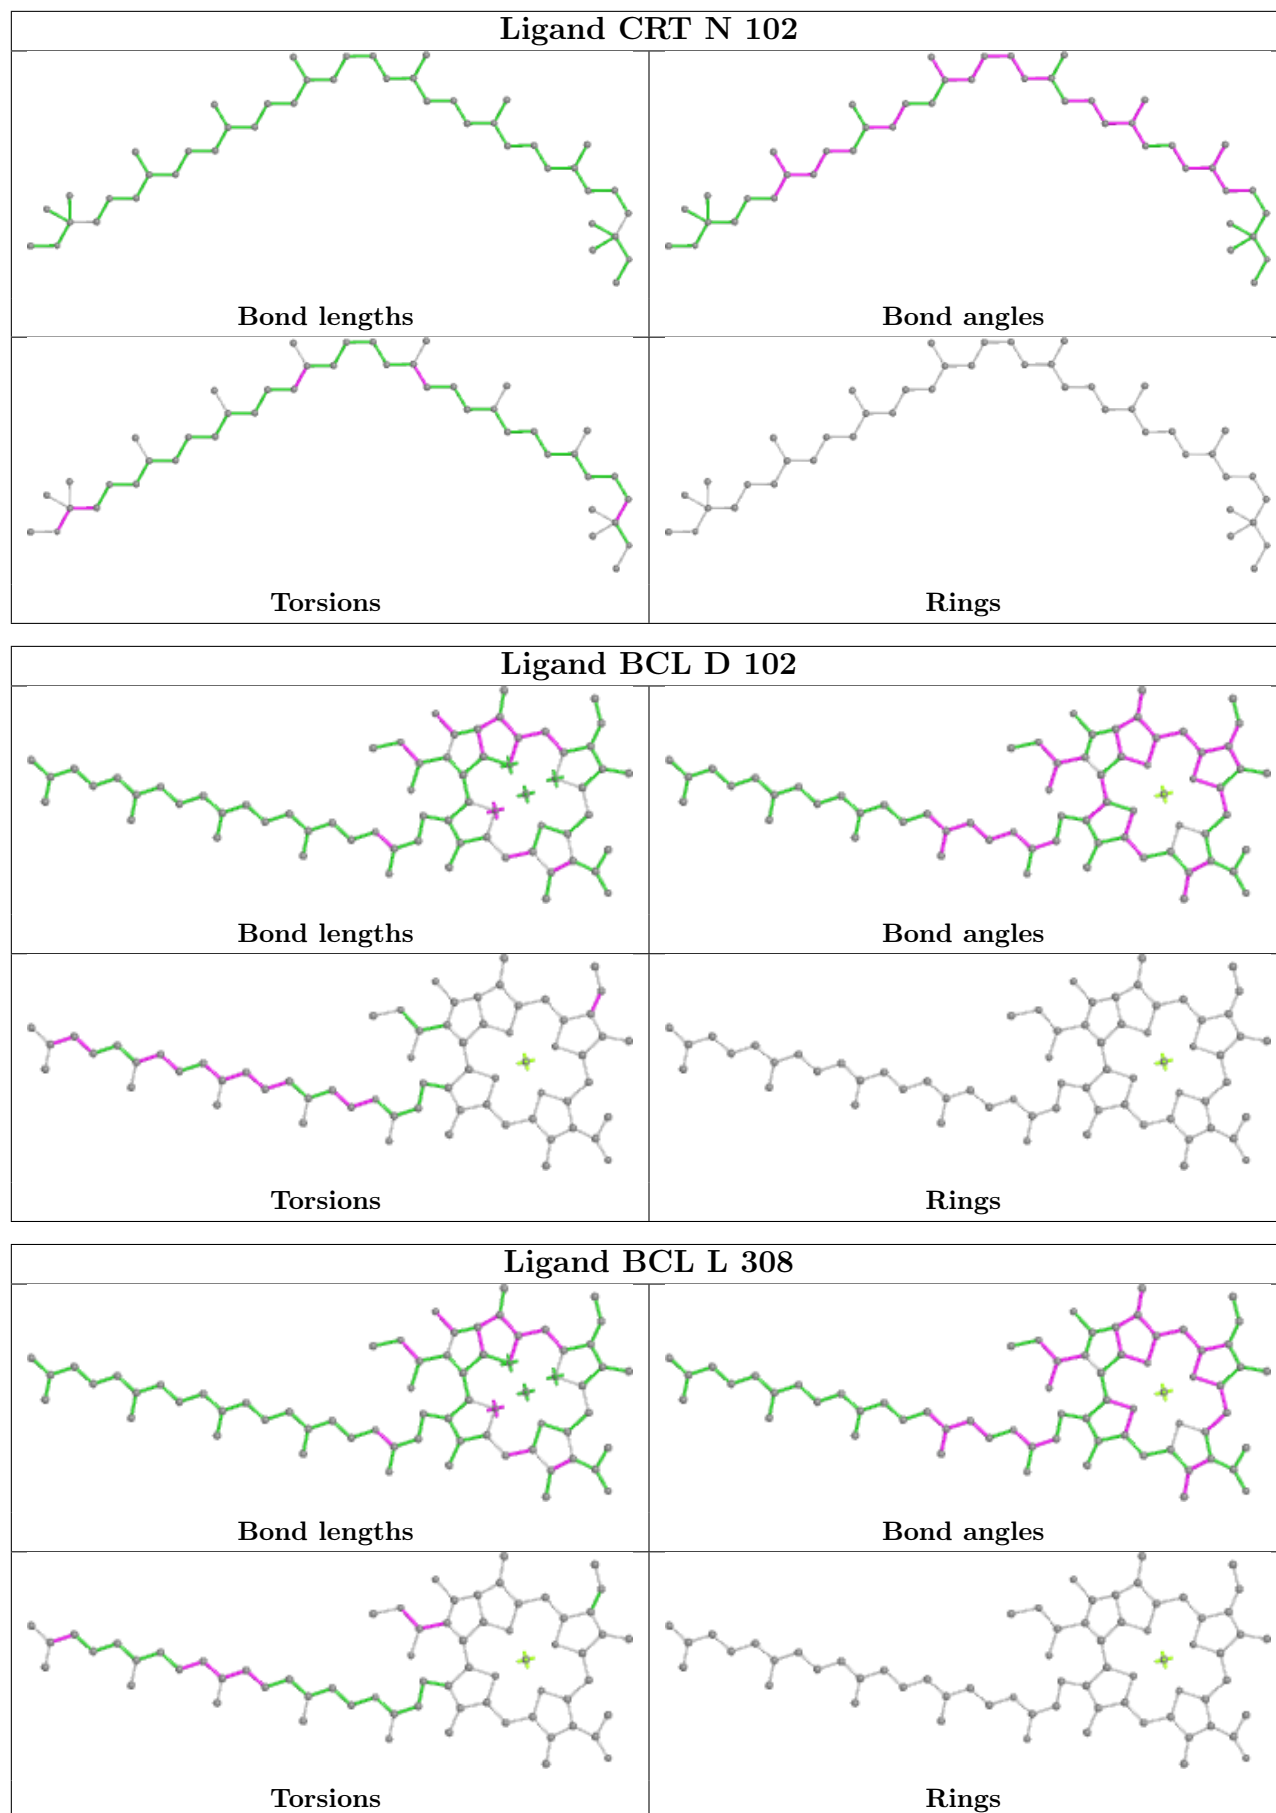 Ligand CRT N 102
Bond lengths
Bond angles
Torsions
Rings
Ligand BCL D 102
Bond lengths
Bond angles
Torsions
Rings
Ligand BCL L 308
Bond lengths
Bond angles
Torsions
Rings